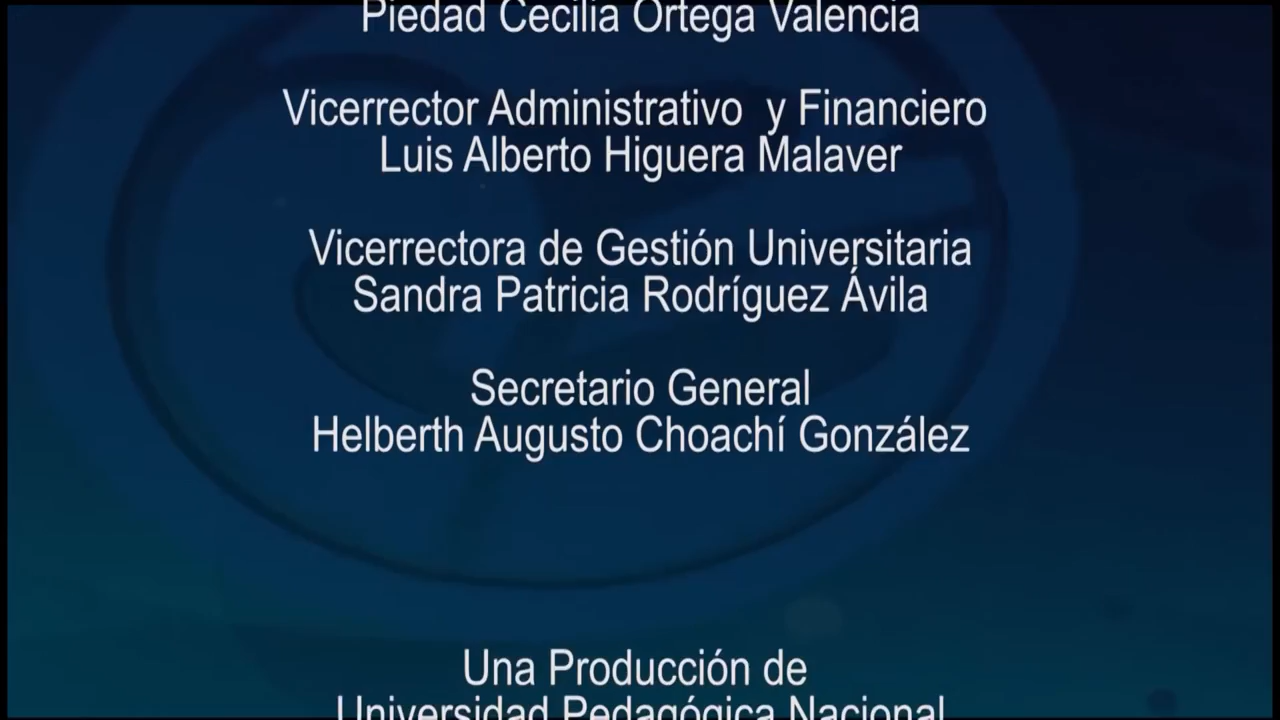 Piedad Cecilia Ortega Valencia
Vicerrector Administrativo y Financiero
Luis Alberto Higuera Malaver
Vicerrectora de Gestión Universitaria
Sandra Patricia Rodríguez Ávila
Secretario General
Helberth Augusto Choachí González
Una Producción de
Universidad Pedagógica Nacional